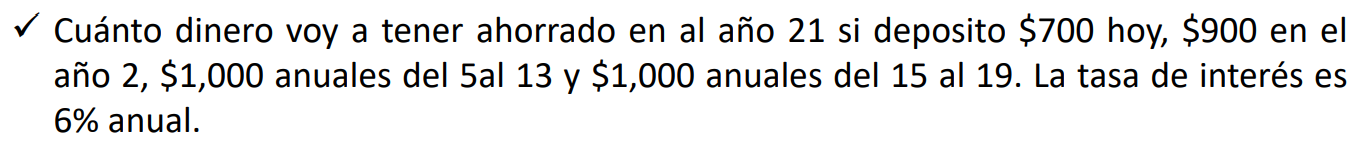 ✓ Cuánto dinero voy a tener ahorrado en al año 21 si deposito $700 hoy, $900 en el
año 2, $1,000 anuales del 5al 13 y $1,000 anuales del 15 al 19. La tasa de interés es
6% anual.